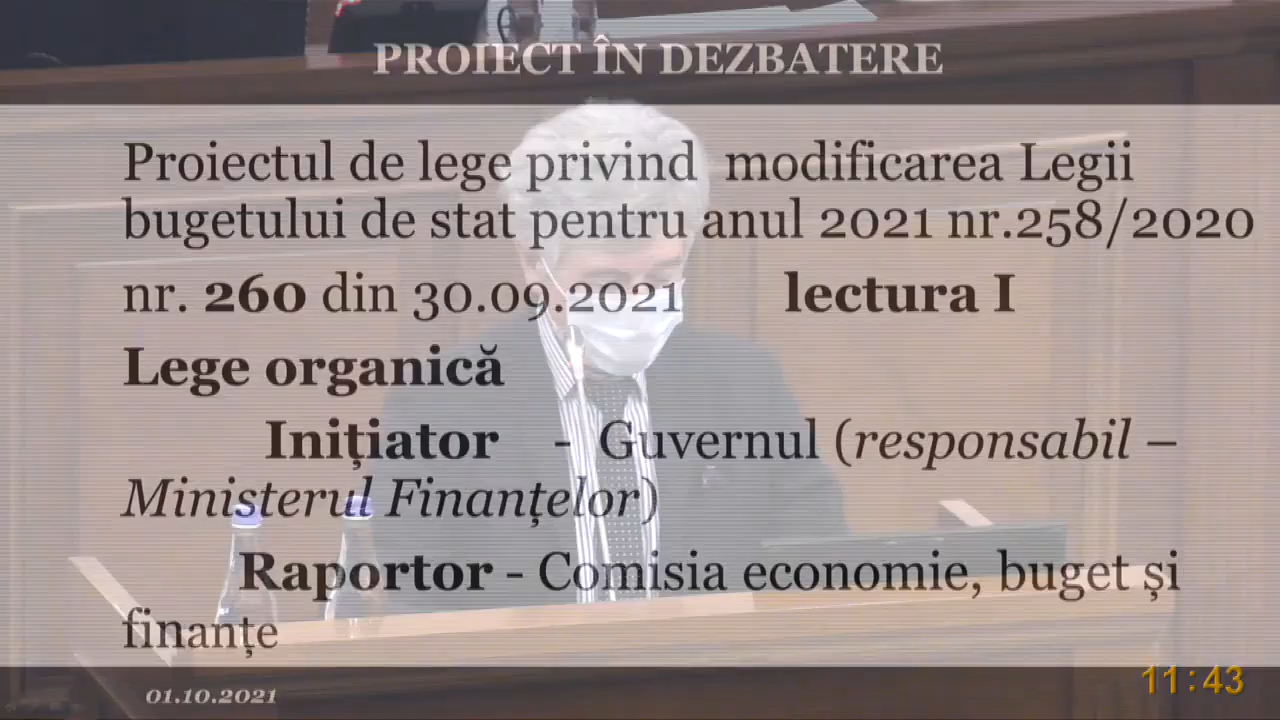 PROIECT ÎN DEZBATERE
Proiectul de lege privind modificarea Legii
bugetului de stat pentru anul 2021 nr.258/2020
nr. 260 din 30.09.2021 lectura I
Lege organică
Inițiator - Guvernul (responsabil –
Ministerul Finanțelor)
Raportor - Comisia economie, buget și
finanțe
01.10.2021
11:43